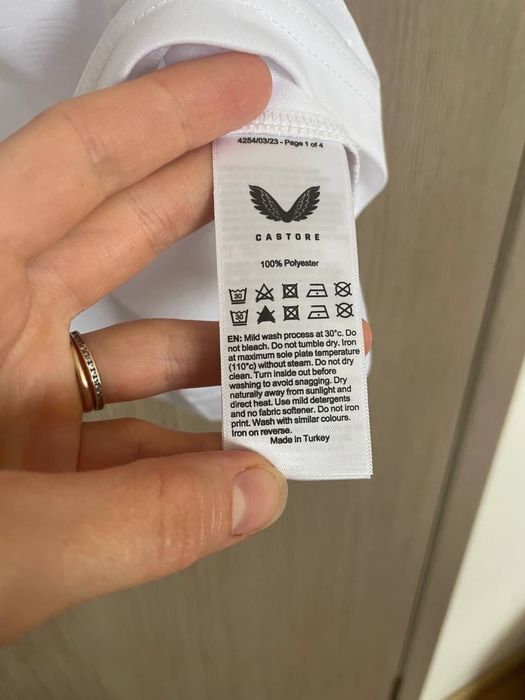 4254/03/23 - Page 1 of 4
CASTORE
100% Polyester
30
30
EN: Mild wash process at 30°c. Do
not bleach. Do not tumble dry. Iron
at maximum sole plate temperature
(110°c) without steam. Do not dry
clean. Turn inside out before
washing to avoid snagging. Dry
naturally away from sunlight and
direct heat. Use mild detergents
and no fabric softener. Do not iron
print. Wash with similar colours.
Iron on reverse.
Made in Turkey